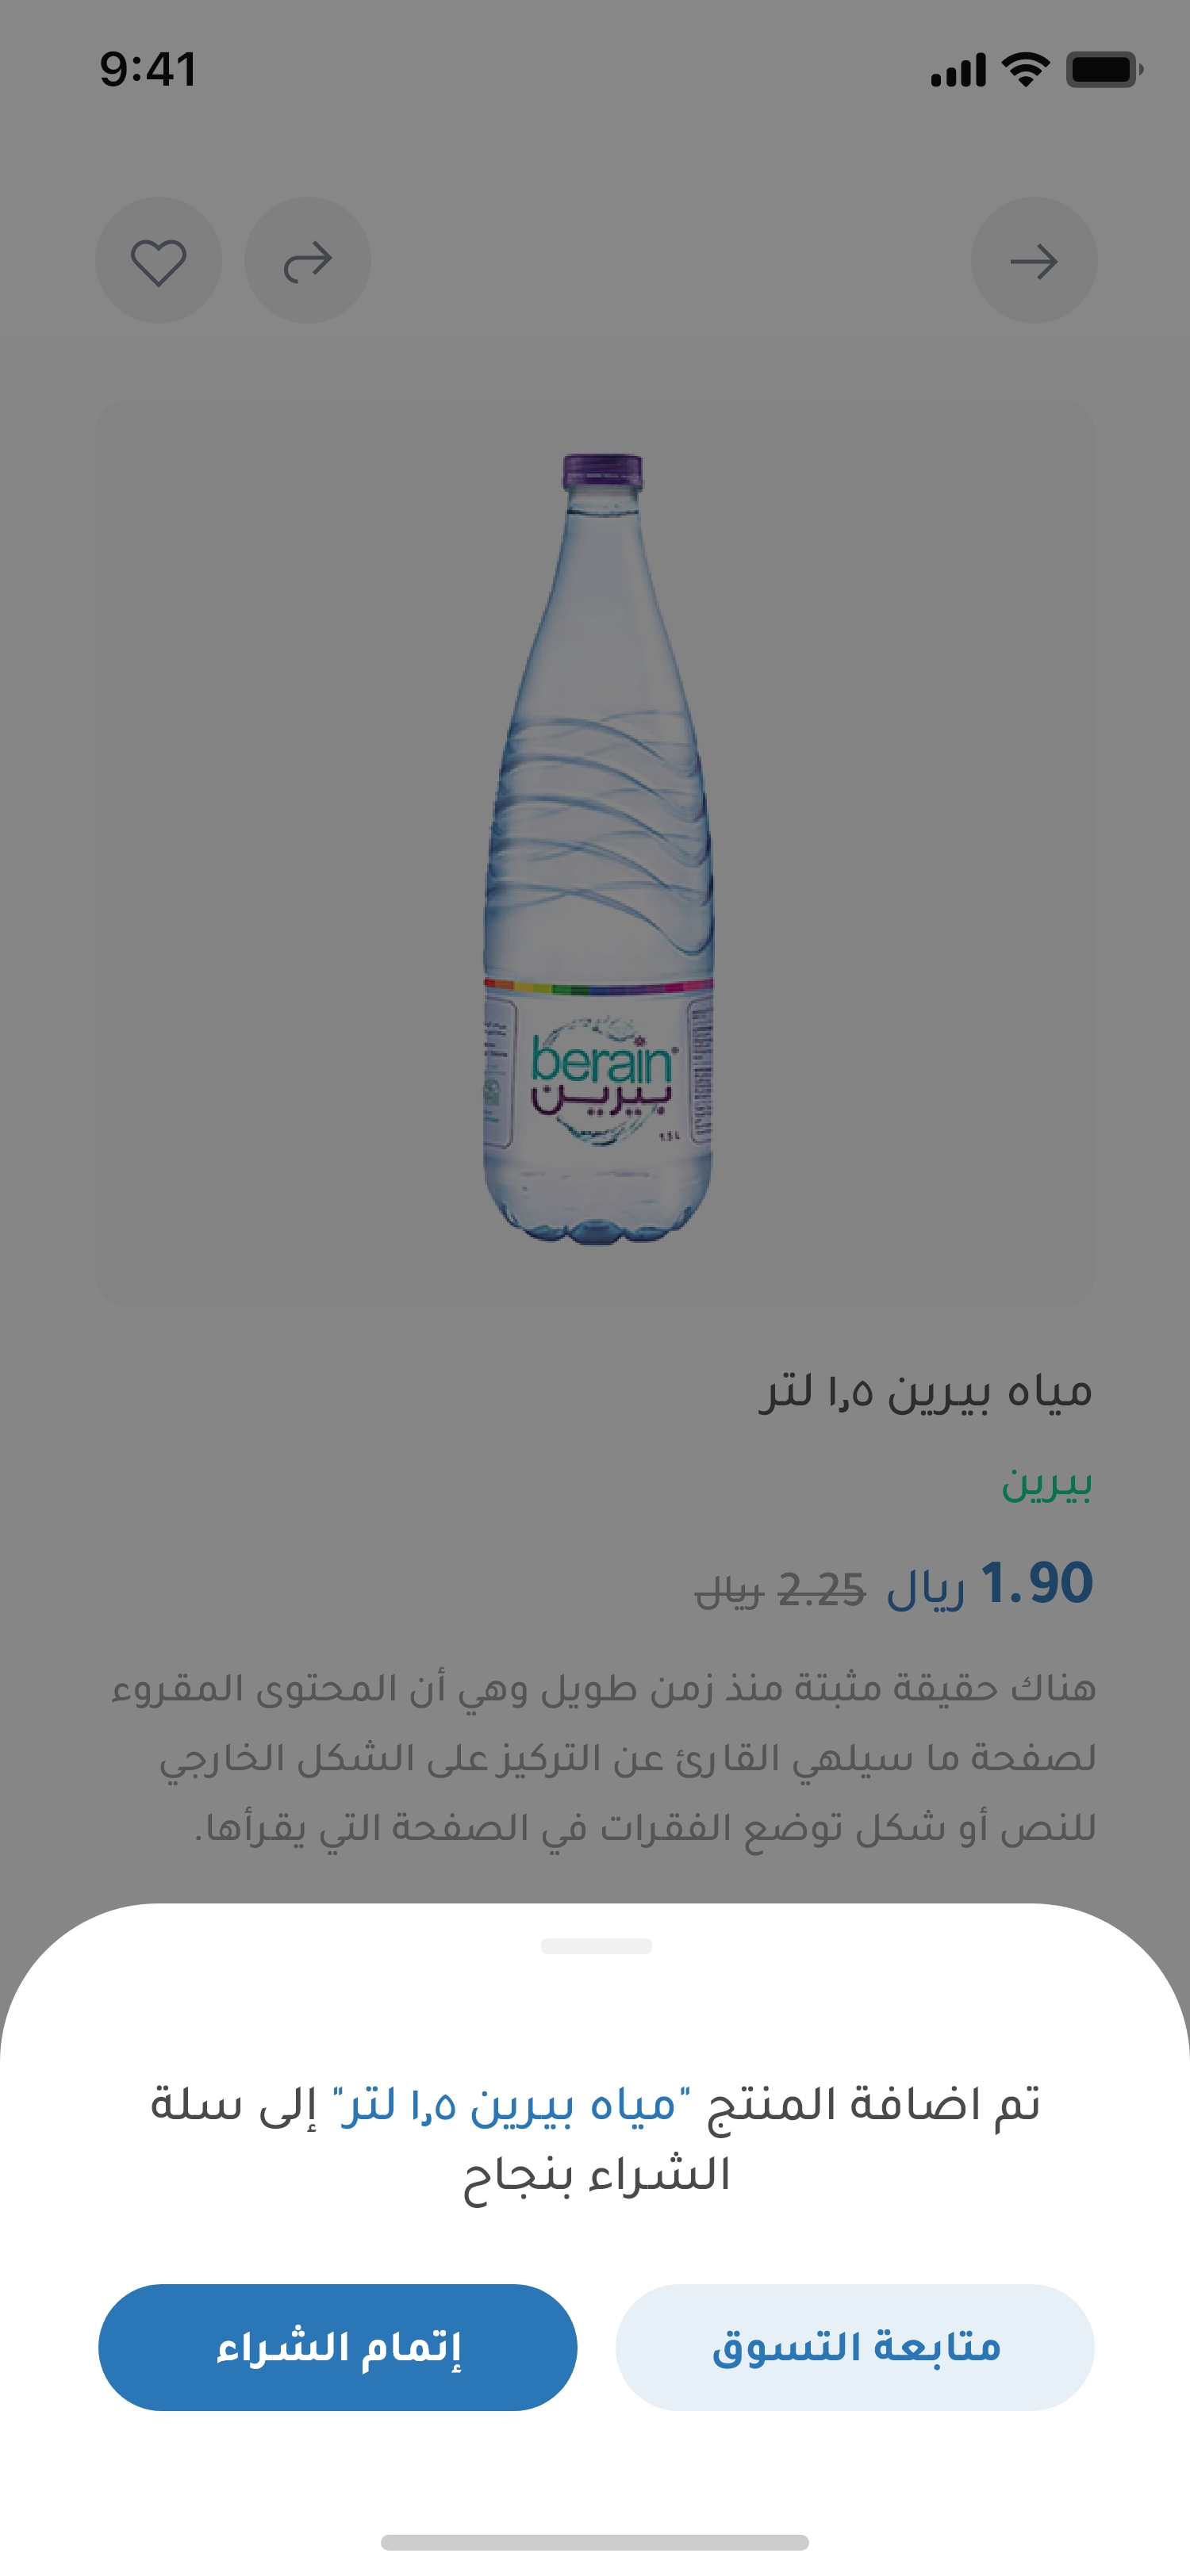 9:41
berain
بيرين
1.5 L
مياه بيرين ١٫٥ لتر
بيرين
1.90 ريال 2.25 ريال
هناك حقيقة مثبتة منذ زمن طويل وهي أن المحتوى المقروء
لصفحة ما سيلهي القارئ عن التركيز على الشكل الخارجي
للنص أو شكل توضع الفقرات في الصفحة التي يقرأها.
تم اضافة المنتج "مياه بيرين ١٫٥ لتر" إلى سلة
الشراء بنجاح
متابعة التسوق
إتمام الشراء